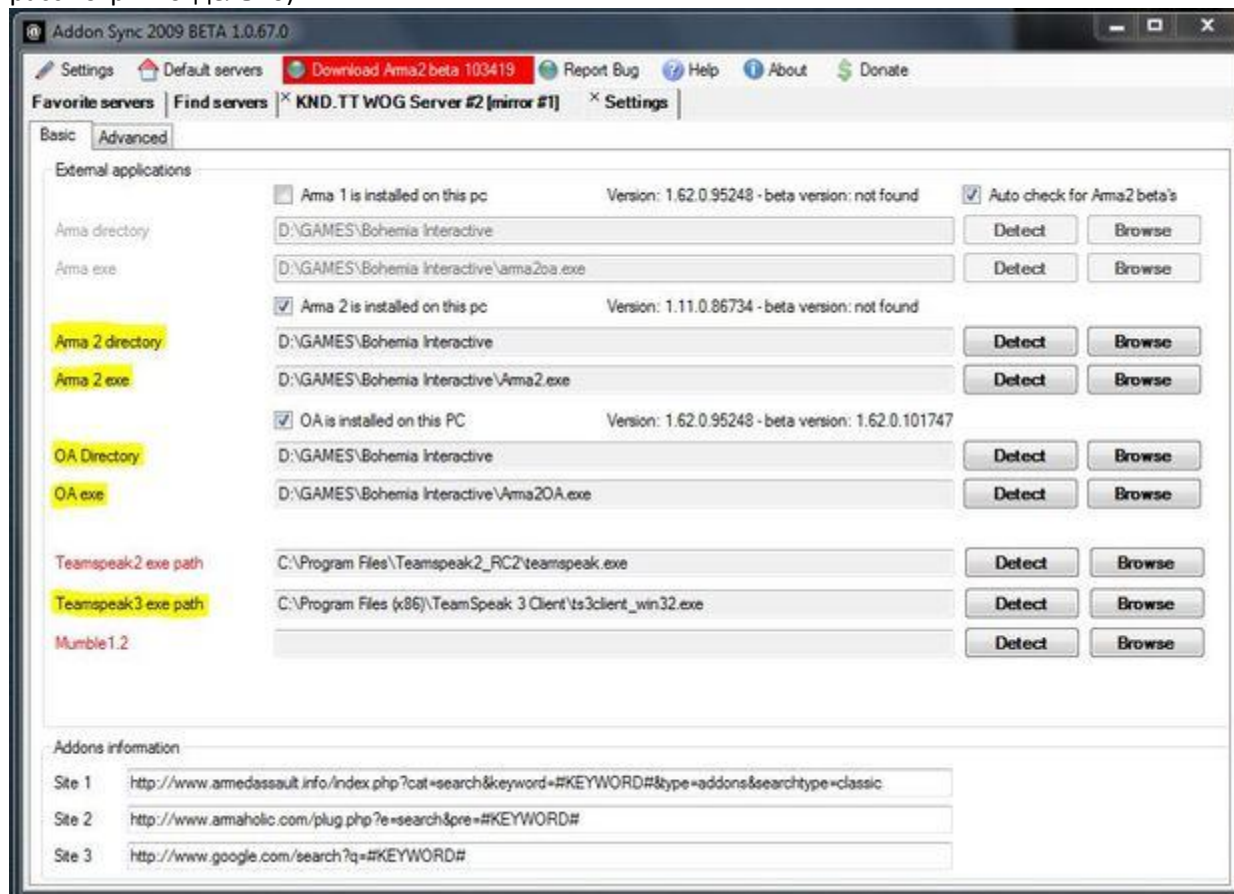 Addon Sync 2009 BETA 1.0.67.0
Settings Default servers Download Arma2 beta 103419 Report Bug Help About Donate
Favorite servers Find servers × KND.TT WOG Server #2 [mirror #1] × Settings
Basic Advanced
External applications
Arma 1 is installed on this pc Version: 1.62.0.95248 - beta version: not found Auto check for Arma2 beta's
Arma directory D:\GAMES\Bohemia Interactive Detect Browse
Arma exe D:\GAMES\Bohemia Interactive\arma2oa.exe Detect Browse
Arma 2 is installed on this pc Version: 1.11.0.86734 - beta version: not found
Arma 2 directory D:\GAMES\Bohemia Interactive Detect Browse
Arma 2 exe D:\GAMES\Bohemia Interactive\Arma2.exe Detect Browse
OA is installed on this PC Version: 1.62.0.95248 - beta version: 1.62.0.101747
OA Directory D:\GAMES\Bohemia Interactive Detect Browse
OA exe D:\GAMES\Bohemia Interactive\Arma2OA.exe Detect Browse
Teamspeak2 exe path C:\Program Files\Teamspeak2_RC2\teamspeak.exe Detect Browse
Teamspeak3 exe path C:\Program Files (x86)\TeamSpeak 3 Client\ts3client_win32.exe Detect Browse
Mumble1.2 Detect Browse
Addons information
Site 1 http://www.armedassault.info/index.php?cat=search&keyword=#KEYWORD#&type=addons&searchtype=classic
Site 2 http://www.armaholic.com/plug.php?e=search&pre=#KEYWORD#
Site 3 http://www.google.com/search?q=#KEYWORD#